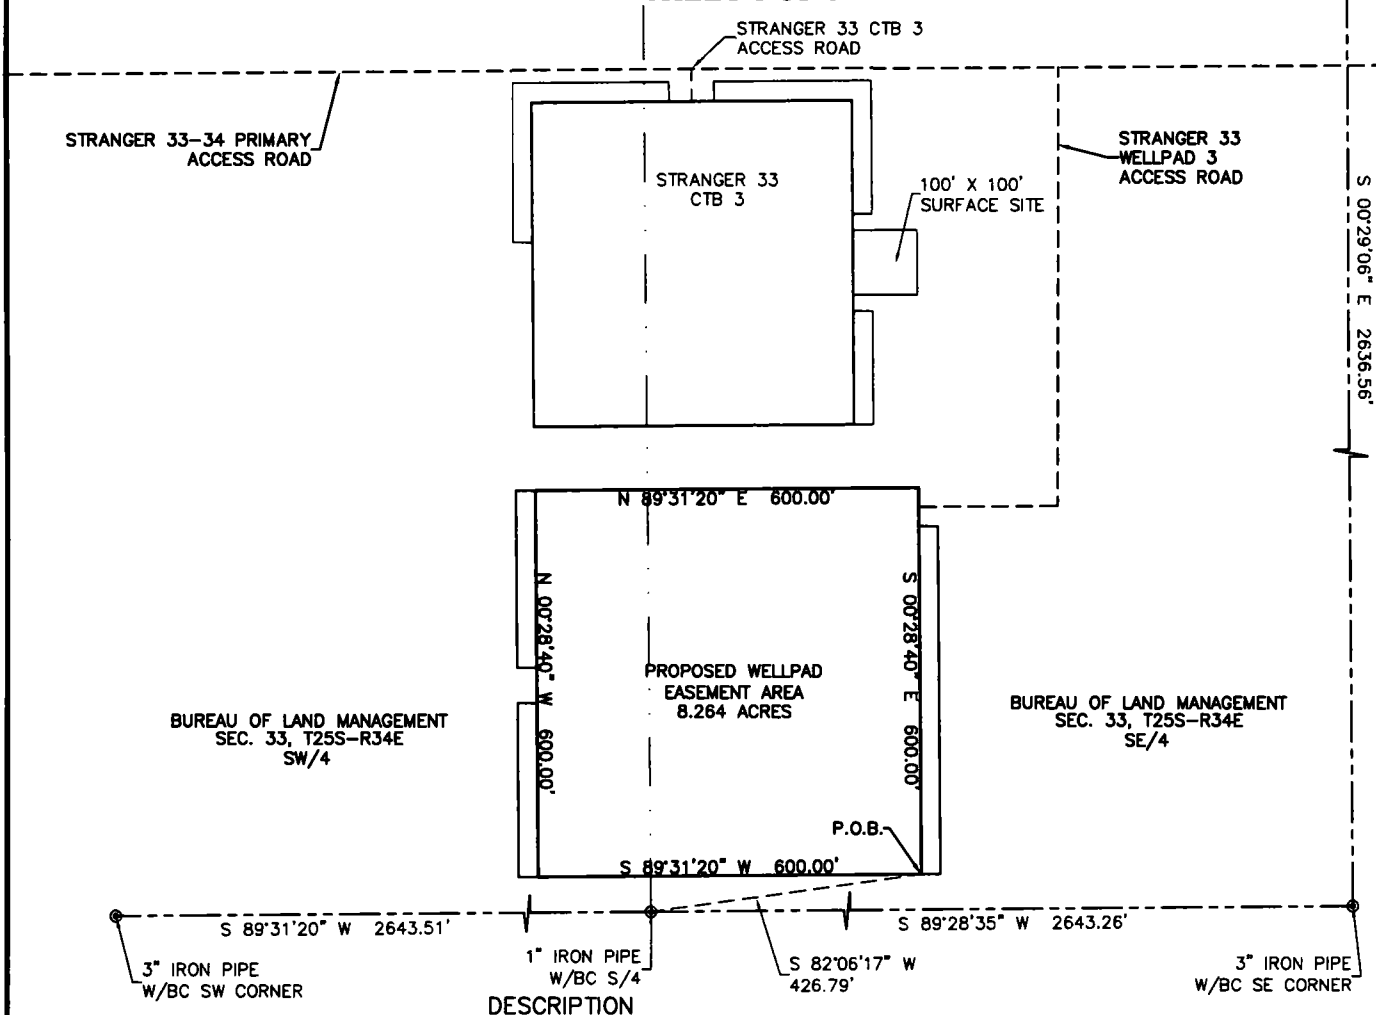 STRANGER 33 CTB 3
ACCESS ROAD
STRANGER 33-34 PRIMARY
ACCESS ROAD
STRANGER 33
CTB 3
100' X 100'
SURFACE SITE
STRANGER 33
WELLPAD 3
ACCESS ROAD
S 00°29'06" E 2636.56'
N 89°31'20" E 600.00'
N 00°28'40" W 600.00'
S 00°28'40" E 600.00'
PROPOSED WELLPAD
EASEMENT AREA
8.264 ACRES
BUREAU OF LAND MANAGEMENT
SEC. 33, T25S-R34E
SW/4
BUREAU OF LAND MANAGEMENT
SEC. 33, T25S-R34E
SE/4
P.O.B.
S 89°31'20" W 600.00'
S 89°31'20" W 2643.51'
S 89°28'35" W 2643.26'
3" IRON PIPE
W/BC SW CORNER
1" IRON PIPE
W/BC S/4
S 82°06'17" W
426.79'
3" IRON PIPE
W/BC SE CORNER
DESCRIPTION